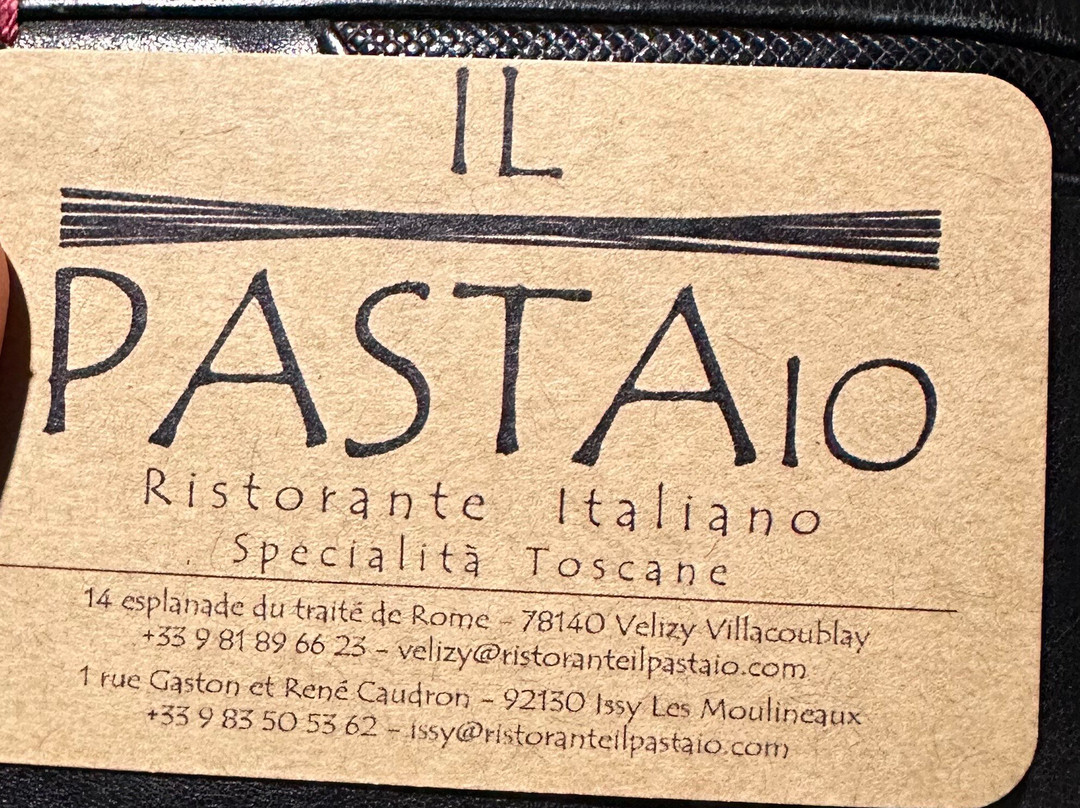 IL
PASTAIO
Ristorante Italiano
Specialità Toscane
14 esplanade du traité de Rome - 78140 Velizy Villacoublay
+33 9 81 89 66 23 - velizy@ristoranteilpastaio.com
1 rue Gaston et René Caudron - 92130 Issy Les Moulineaux
+33 9 83 50 53 62 - issy@ristoranteilpastaio.com